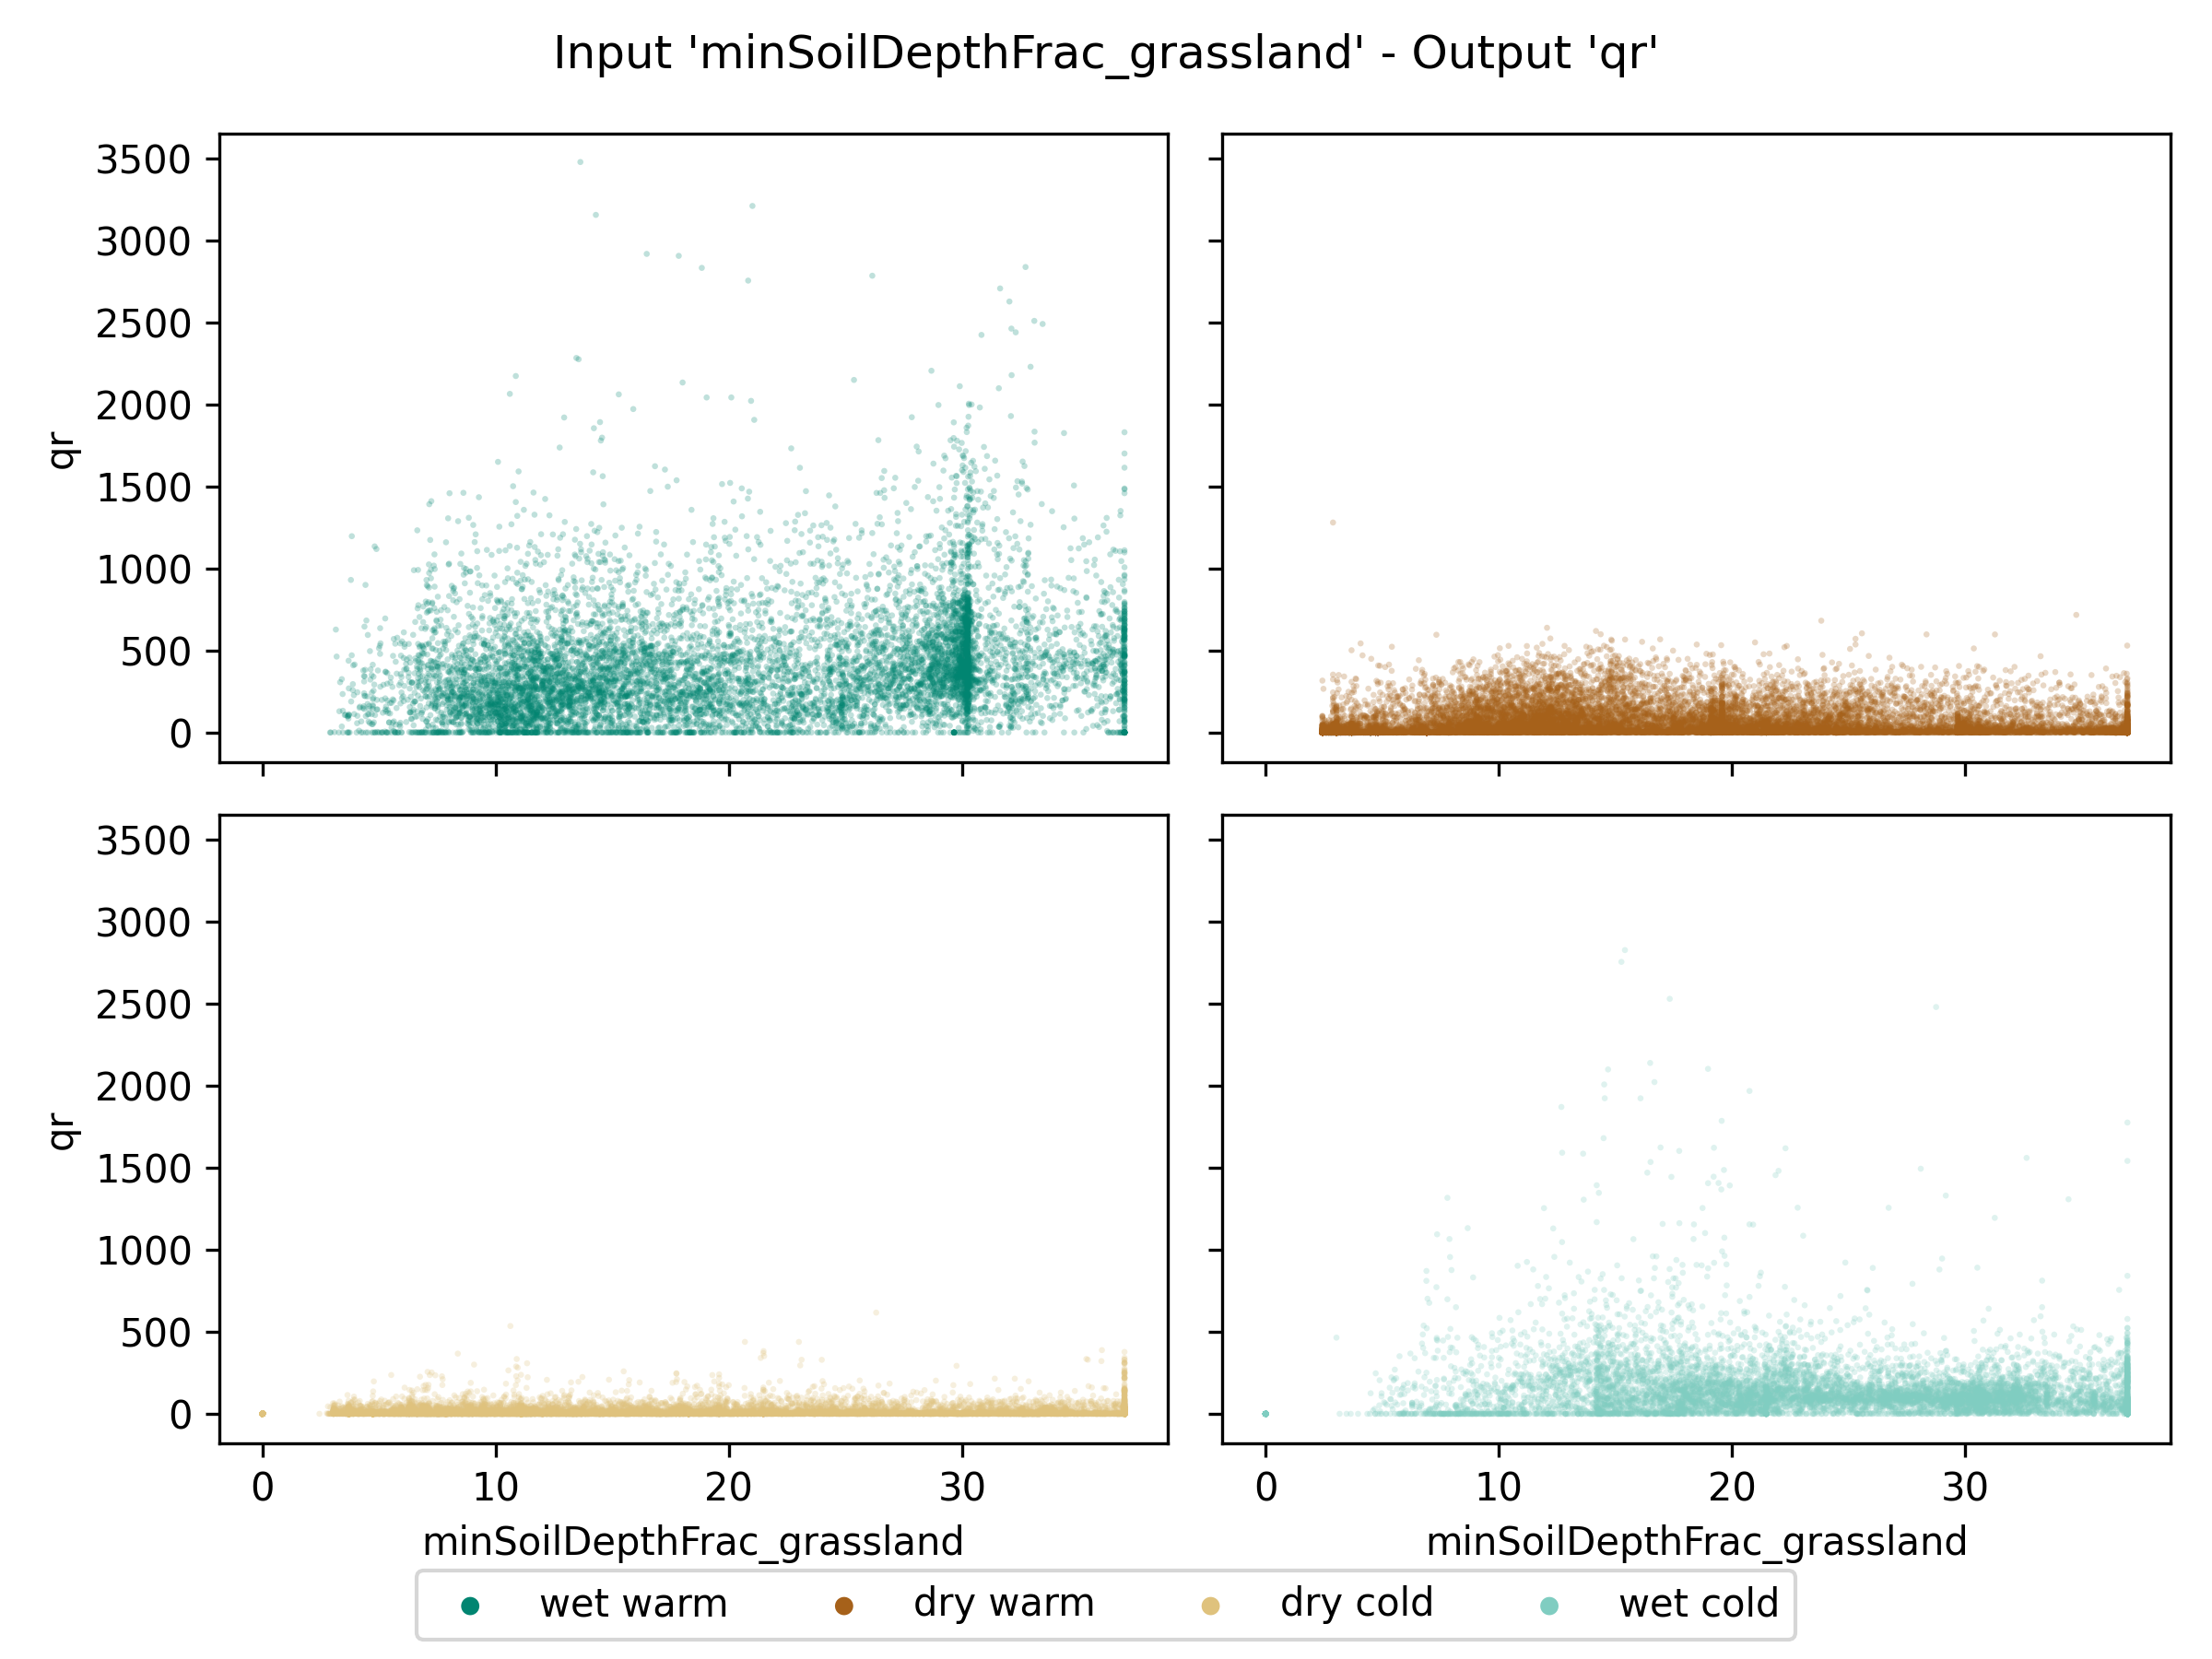 Input 'minSoilDepthFrac_grassland' - Output 'qr'
3500
3000
2500
2000
1500
1000
500
0
qr
3500
3000
2500
2000
1500
1000
500
0
qr
0 10 20 30
0 10 20 30
minSoilDepthFrac_grassland
minSoilDepthFrac_grassland
wet warm dry warm dry cold wet cold